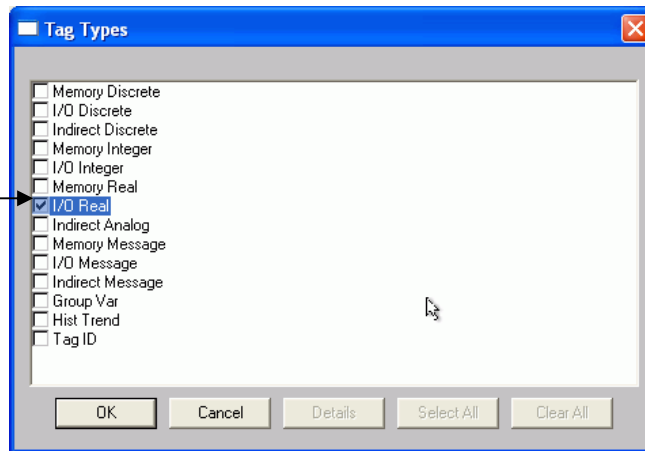 Tag Types
Memory Discrete
I/O Discrete
Indirect Discrete
Memory Integer
I/O Integer
Memory Real
I/O Real
Indirect Analog
Memory Message
I/O Message
Indirect Message
Group Var
Hist Trend
Tag ID
OK Cancel Details Select All Clear All